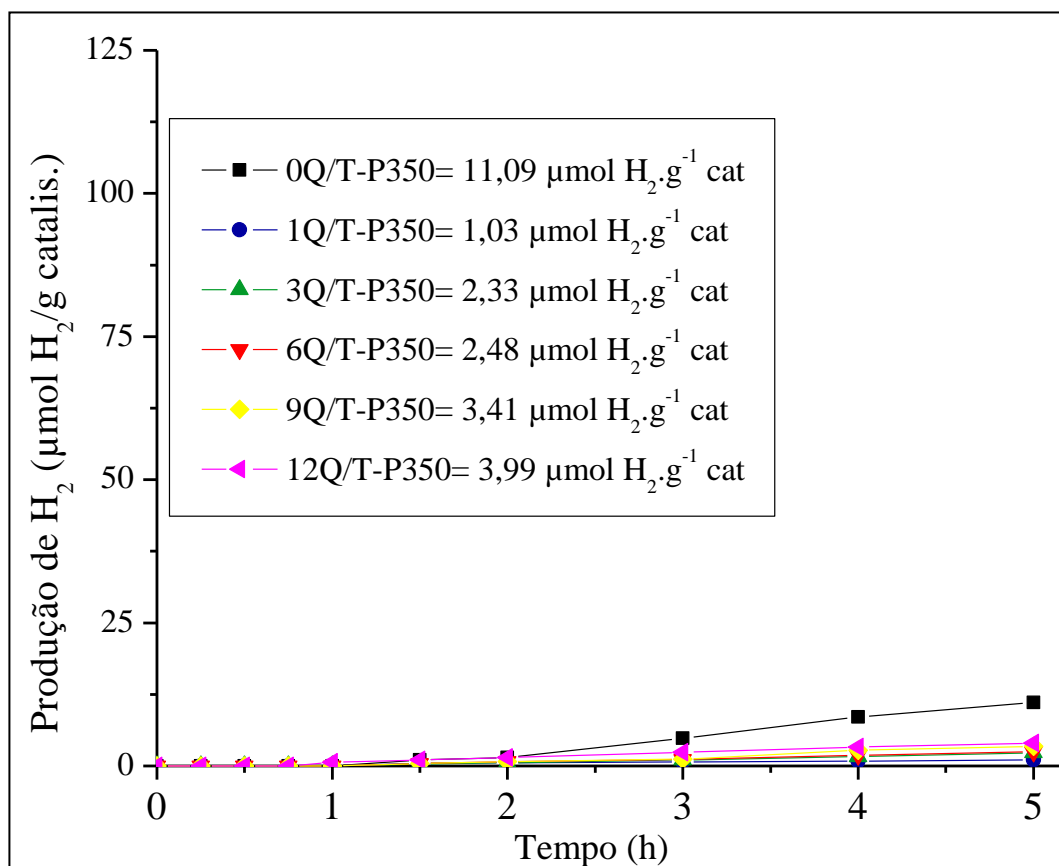 125
100
75
50
25
0
Produção de H₂ (µmol H₂/g catalis.)
0Q/T-P350= 11,09 µmol H₂.g⁻¹ cat
1Q/T-P350= 1,03 µmol H₂.g⁻¹ cat
3Q/T-P350= 2,33 µmol H₂.g⁻¹ cat
6Q/T-P350= 2,48 µmol H₂.g⁻¹ cat
9Q/T-P350= 3,41 µmol H₂.g⁻¹ cat
12Q/T-P350= 3,99 µmol H₂.g⁻¹ cat
0 1 2 3 4 5
Tempo (h)